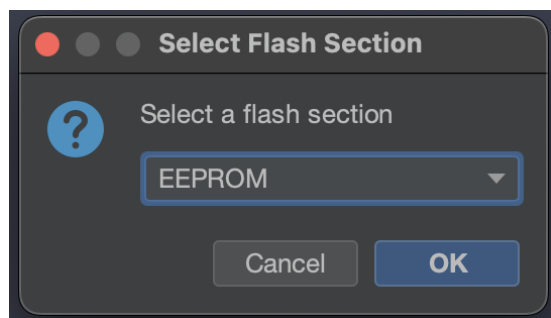 Select Flash Section
Select a flash section
EEPROM
Cancel
OK